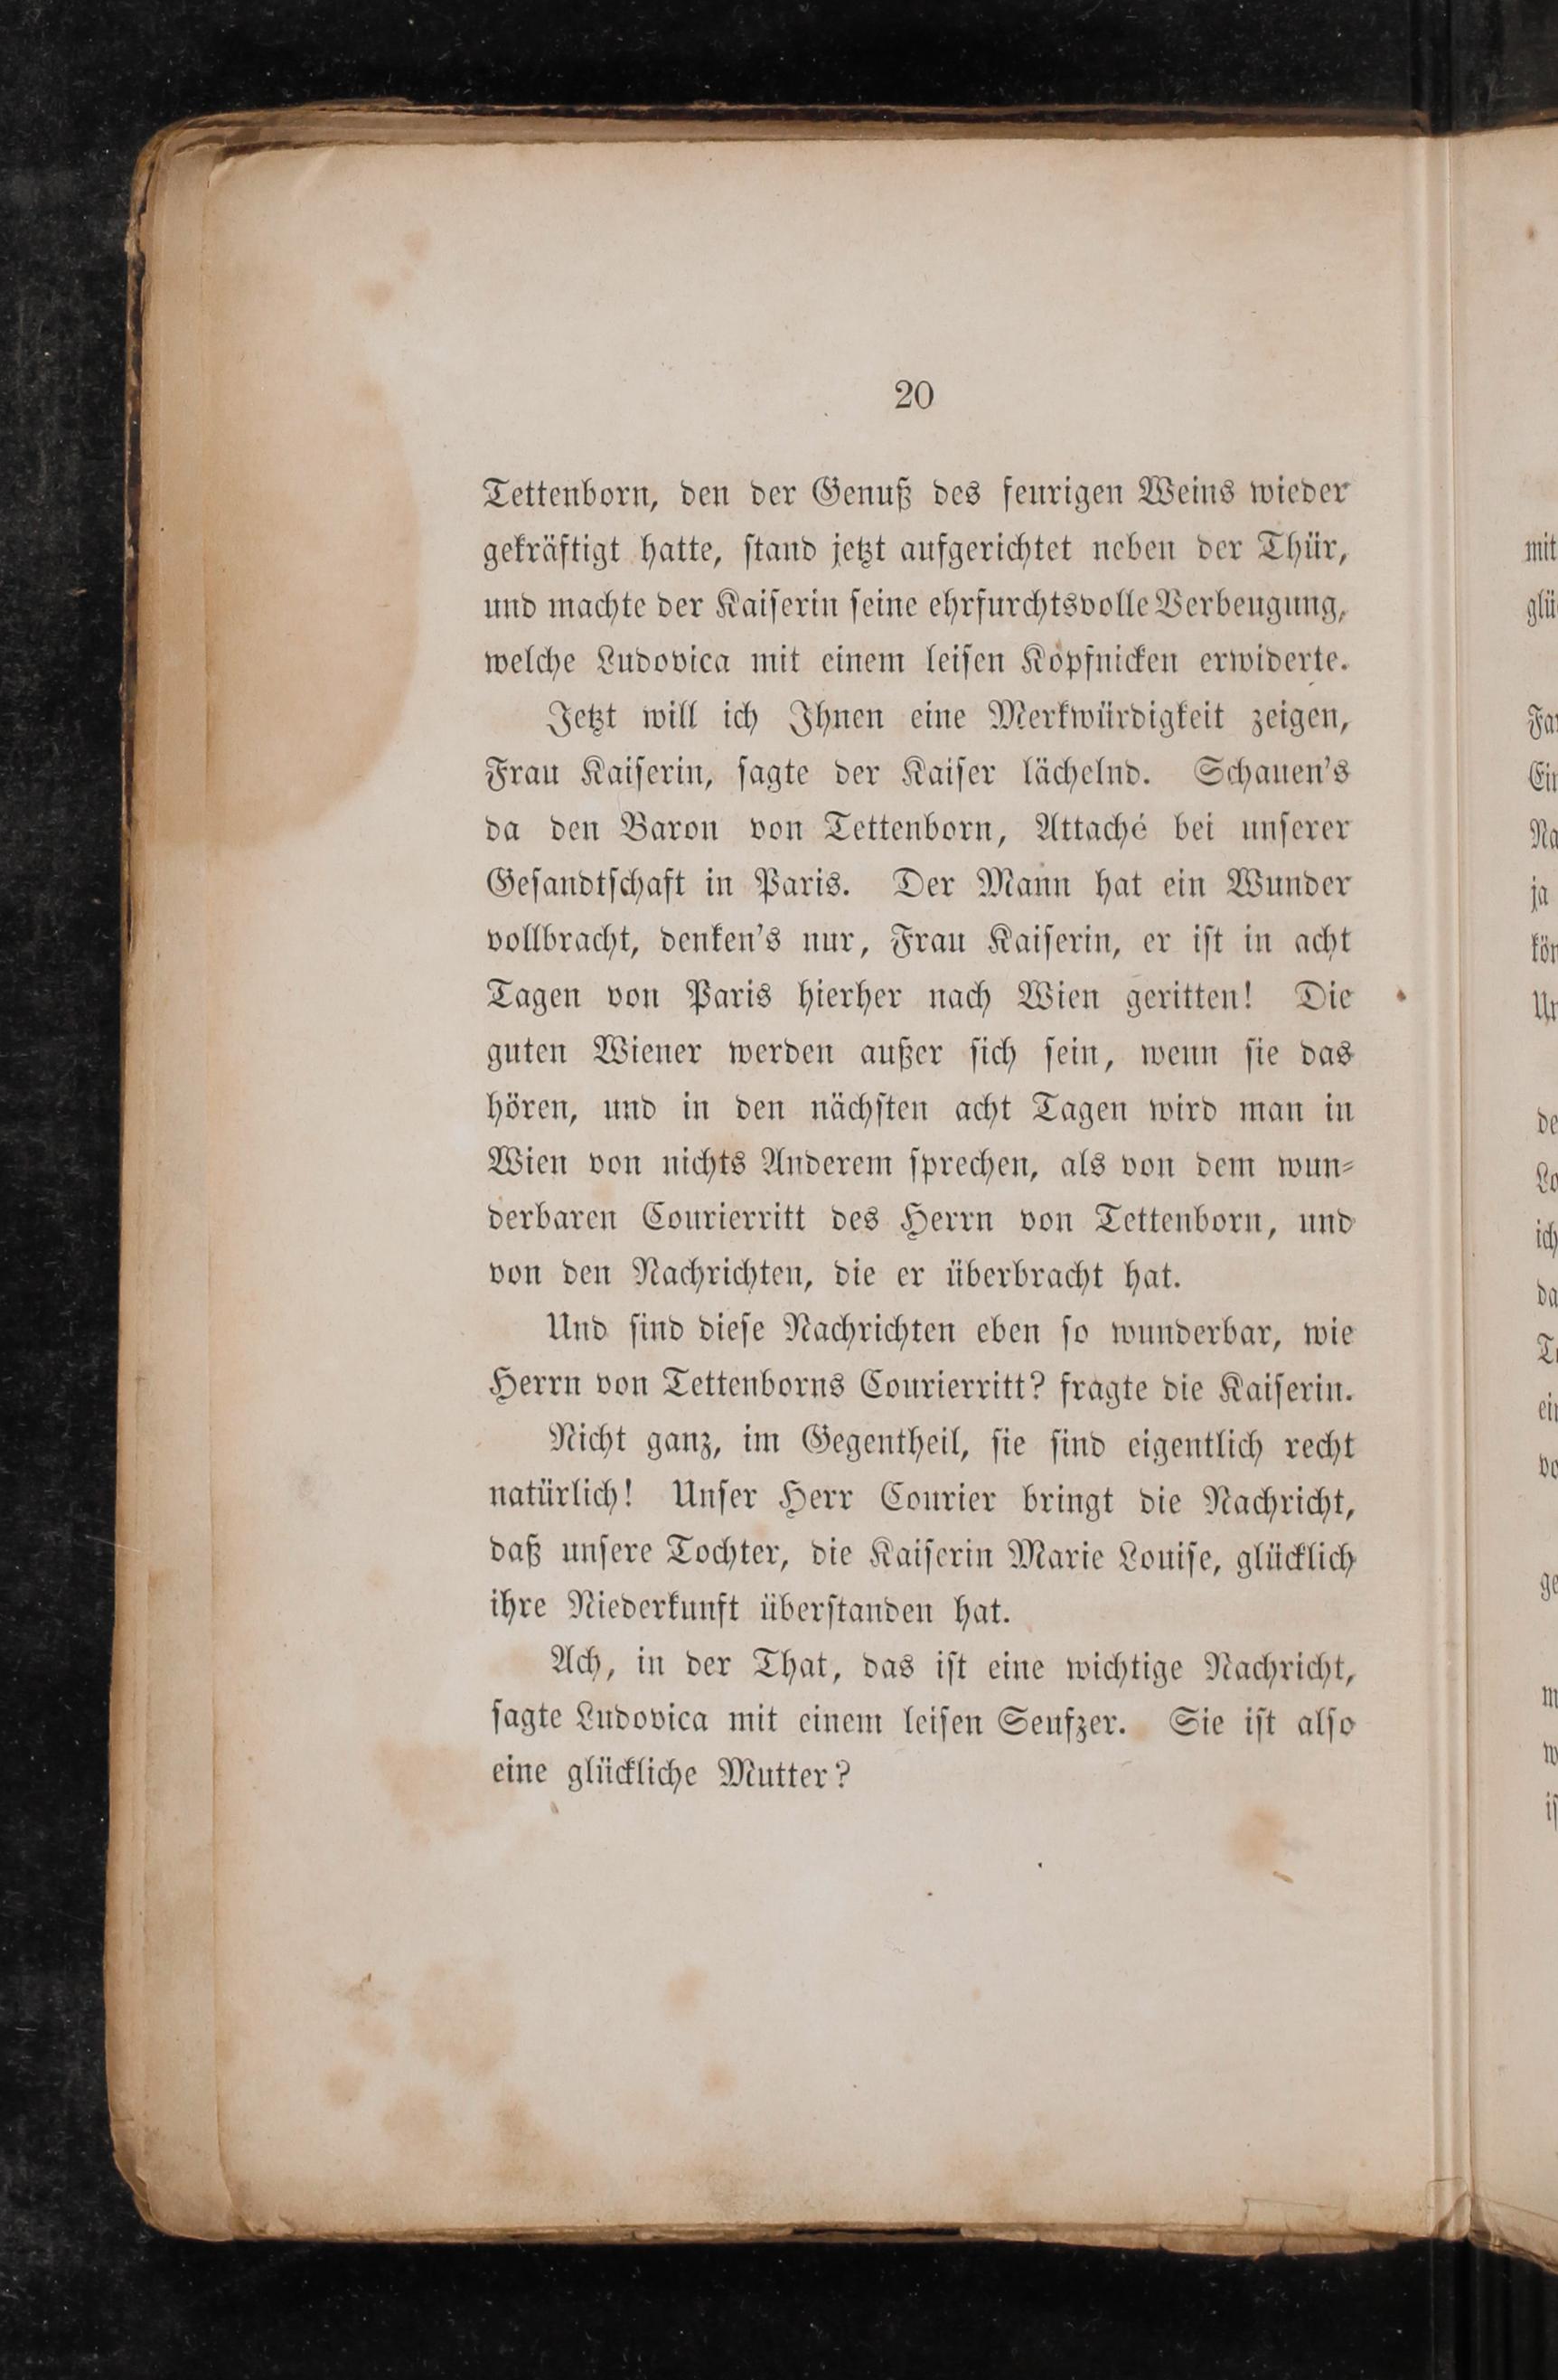 20
Tettenborn, den der Genuß des feurigen Weins wieder
gekräftigt hatte, stand jetzt aufgerichtet neben der Thür,
und machte der Kaiserin seine ehrfurchtsvolle Verbeugung,
welche Ludovica mit einem leisen Kopfnicken erwiderte.
Jetzt will ich Ihnen eine Merkwürdigkeit zeigen,
Frau Kaiserin, sagte der Kaiser lächelnd. Schauen's
da den Baron von Tettenborn, Attaché bei unserer
Gesandtschaft in Paris. Der Mann hat ein Wunder
vollbracht, denken's nur, Frau Kaiserin, er ist in acht
Tagen von Paris hierher nach Wien geritten! Die
guten Wiener werden außer sich sein, wenn sie das
hören, und in den nächsten acht Tagen wird man in
Wien von nichts Anderem sprechen, als von dem wun-
derbaren Courierritt des Herrn von Tettenborn, und
von den Nachrichten, die er überbracht hat.
Und sind diese Nachrichten eben so wunderbar, wie
Herrn von Tettenborns Courierritt? fragte die Kaiserin.
Nicht ganz, im Gegentheil, sie sind eigentlich recht
natürlich! Unser Herr Courier bringt die Nachricht,
daß unsere Tochter, die Kaiserin Marie Louise, glücklich
ihre Niederkunft überstanden hat.
Ach, in der That, das ist eine wichtige Nachricht,
sagte Ludovica mit einem leisen Seufzer. Sie ist also
eine glückliche Mutter?